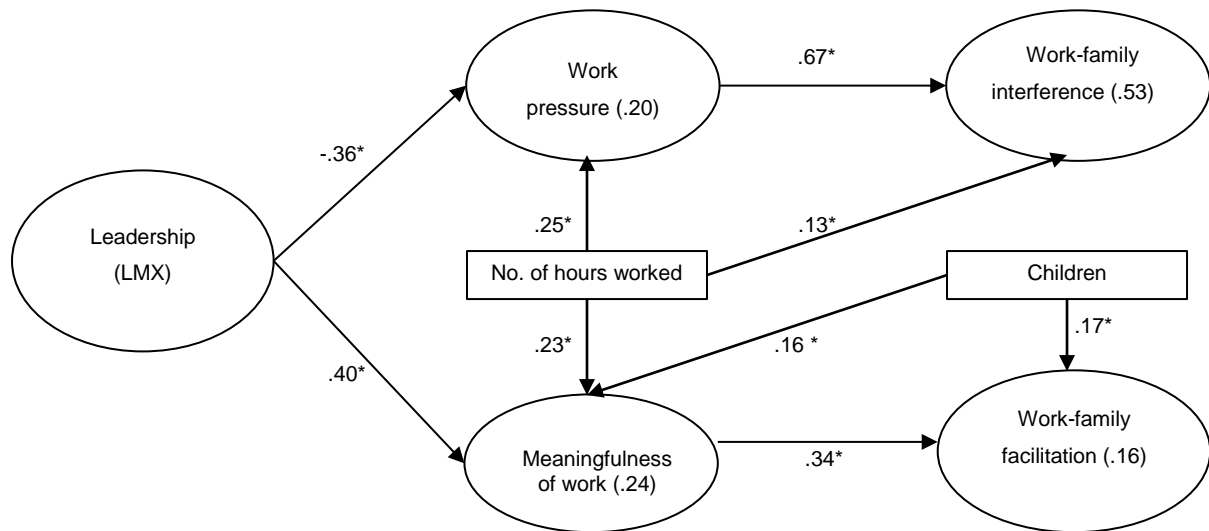 Work
pressure (.20)
.67*
Work-family
interference (.53)
-.36*
Leadership
(LMX)
.25*
.13*
No. of hours worked
Children
.23*
.16 *
.17*
.40*
Meaningfulness
of work (.24)
.34*
Work-family
facilitation (.16)